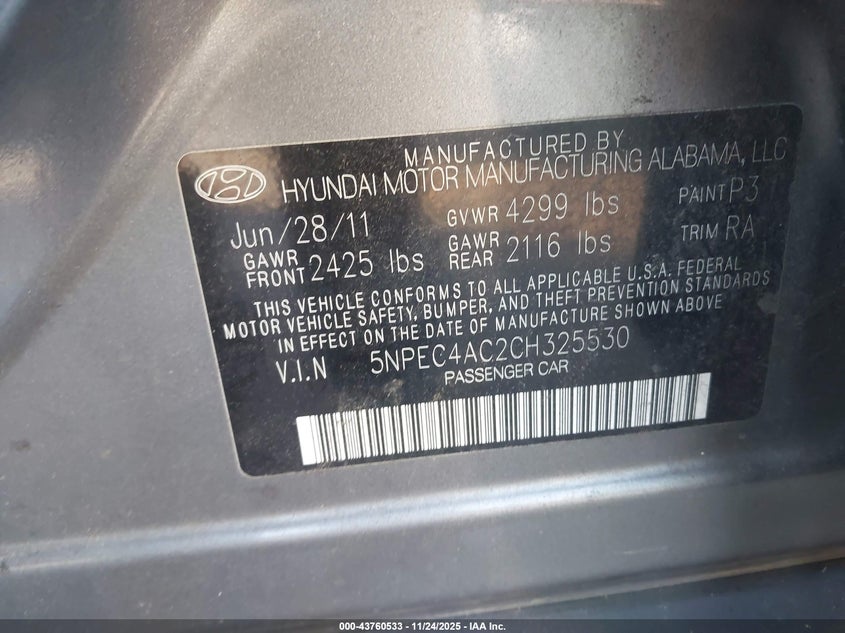 MANUFACTURED BY
HYUNDAI MOTOR MANUFACTURING ALABAMA, LLC
Jun/28/11 GVWR 4299 lbs PAINT P3
GAWR FRONT 2425 lbs GAWR REAR 2116 lbs TRIM RA
THIS VEHICLE CONFORMS TO ALL APPLICABLE U.S.A. FEDERAL
MOTOR VEHICLE SAFETY, BUMPER, AND THEFT PREVENTION STANDARDS
IN EFFECT ON THE DATE OF MANUFACTURE SHOWN ABOVE
V.I.N 5NPEC4AC2CH325530
PASSENGER CAR
000-43760533 - 11/24/2025 - IAA Inc.